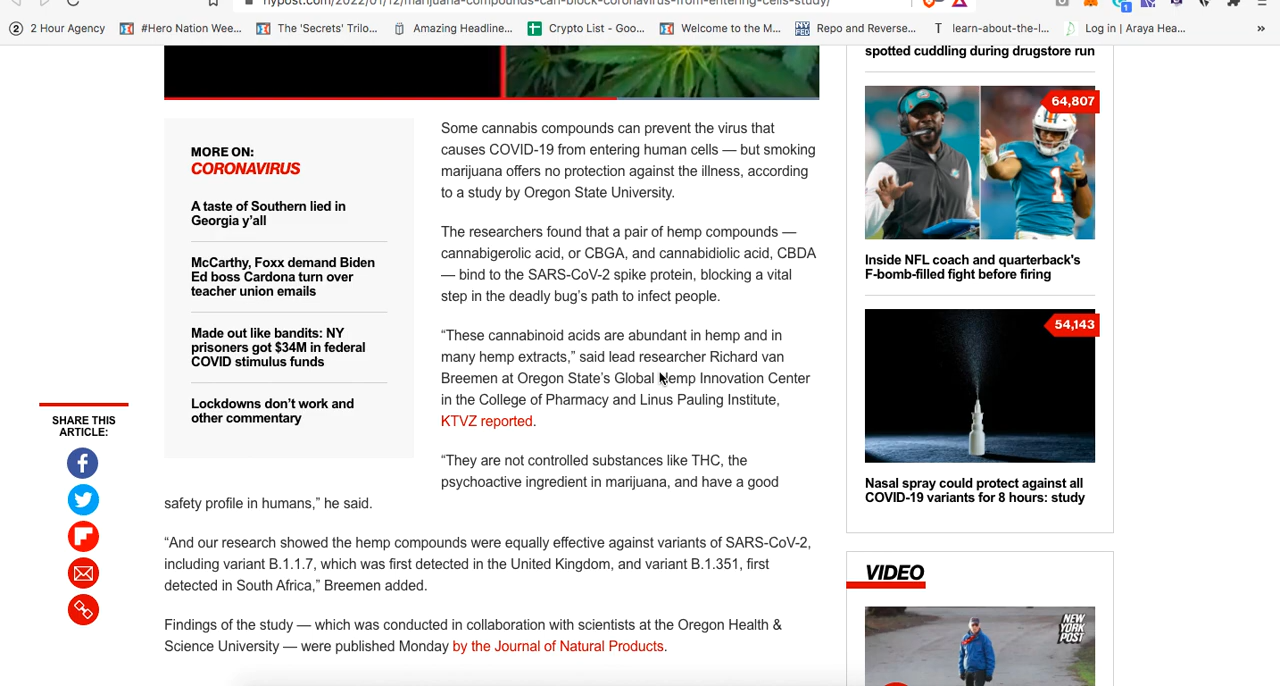 nypost.com/2022/01/12/marijuana-compounds-can-block-coronavirus-from-entering-cells-study/
2 Hour Agency
#Hero Nation Wee...
The 'Secrets' Trilo...
Amazing Headline...
Crypto List - Goo...
Welcome to the M...
Repo and Reverse...
learn-about-the-l...
Log in | Araya Hea...
»
MORE ON:
CORONAVIRUS
A taste of Southern lied in
Georgia y'all
McCarthy, Foxx demand Biden
Ed boss Cardona turn over
teacher union emails
Made out like bandits: NY
prisoners got $34M in federal
COVID stimulus funds
Lockdowns don't work and
other commentary
SHARE THIS
ARTICLE:
Some cannabis compounds can prevent the virus that
causes COVID-19 from entering human cells — but smoking
marijuana offers no protection against the illness, according
to a study by Oregon State University.
The researchers found that a pair of hemp compounds —
cannabigerolic acid, or CBGA, and cannabidiolic acid, CBDA
— bind to the SARS-CoV-2 spike protein, blocking a vital
step in the deadly bug's path to infect people.
“These cannabinoid acids are abundant in hemp and in
many hemp extracts,” said lead researcher Richard van
Breemen at Oregon State's Global Hemp Innovation Center
in the College of Pharmacy and Linus Pauling Institute,
KTVZ reported.
“They are not controlled substances like THC, the
psychoactive ingredient in marijuana, and have a good
safety profile in humans,” he said.
“And our research showed the hemp compounds were equally effective against variants of SARS-CoV-2,
including variant B.1.1.7, which was first detected in the United Kingdom, and variant B.1.351, first
detected in South Africa,” Breemen added.
Findings of the study — which was conducted in collaboration with scientists at the Oregon Health &
Science University — were published Monday by the Journal of Natural Products.
spotted cuddling during drugstore run
64,807
Inside NFL coach and quarterback's
F-bomb-filled fight before firing
54,143
Nasal spray could protect against all
COVID-19 variants for 8 hours: study
VIDEO
NEW
YORK
POST